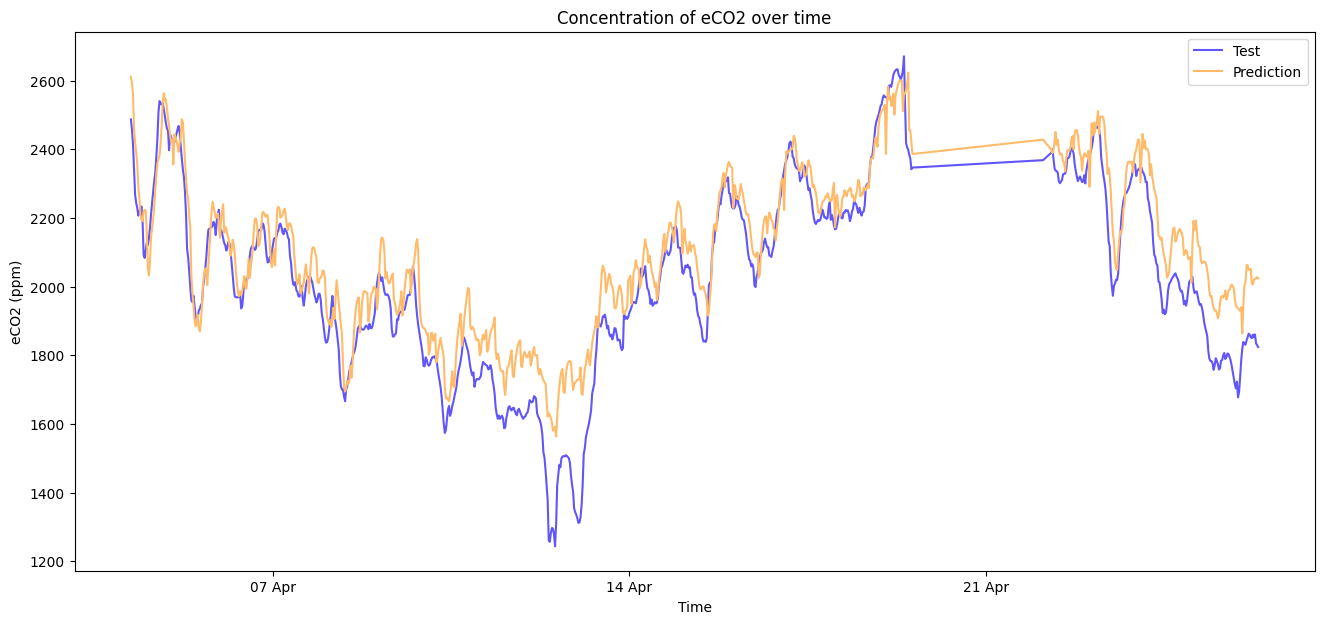 Concentration of eCO2 over time
Test
Prediction
eCO2 (ppm)
2600
2400
2200
2000
1800
1600
1400
1200
07 Apr
14 Apr
21 Apr
Time